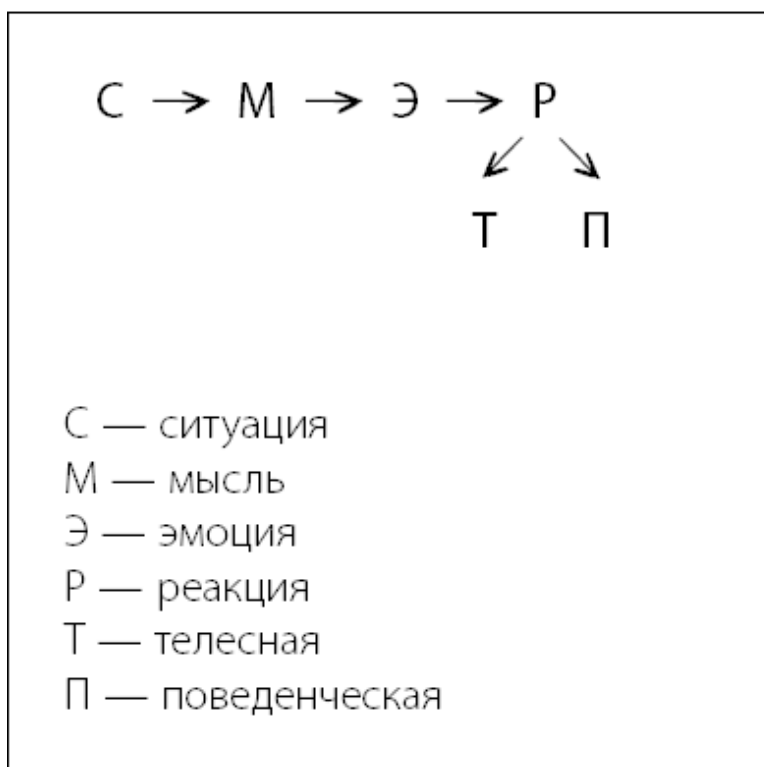 С → М → Э → Р
Т П
С — ситуация
М — мысль
Э — эмоция
Р — реакция
Т — телесная
П — поведенческая